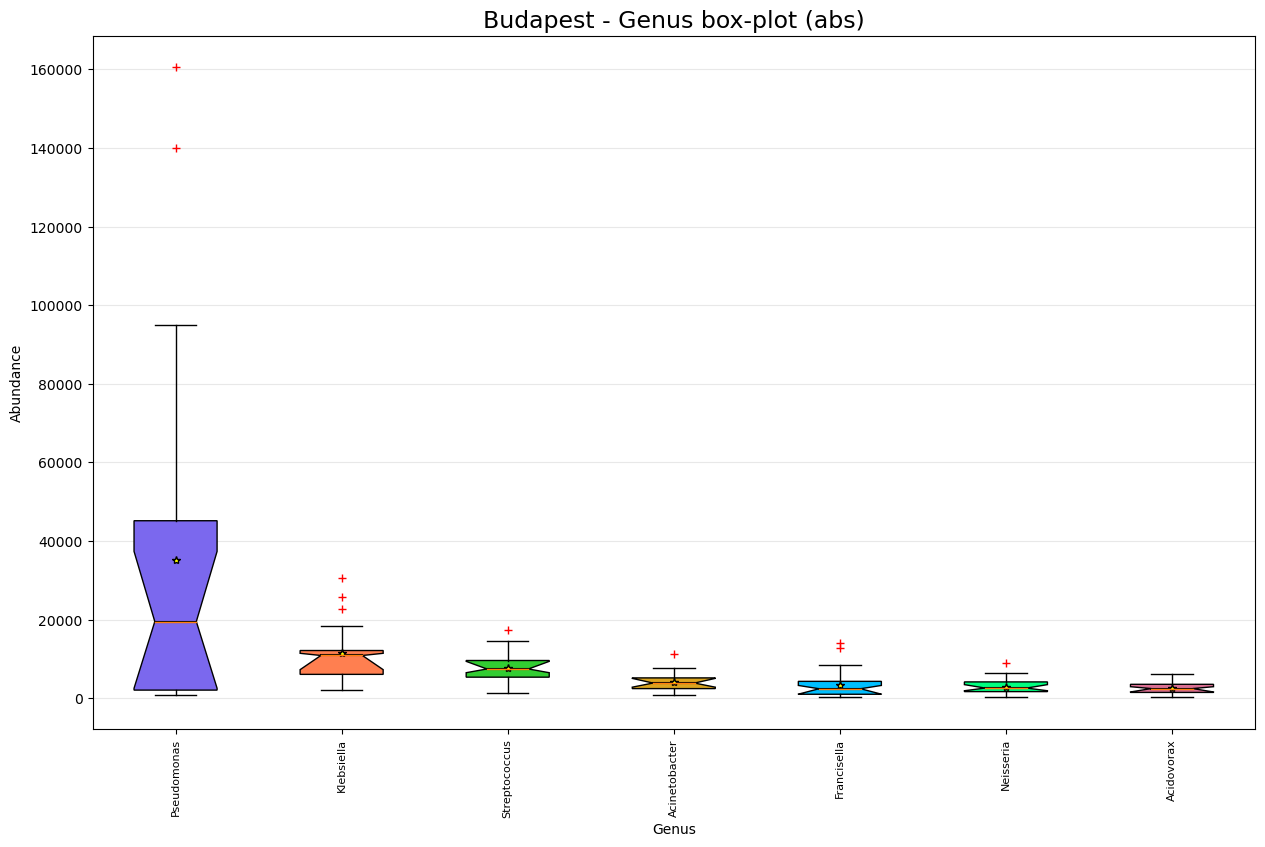 Budapest - Genus box-plot (abs)
160000
140000
120000
100000
80000
60000
40000
20000
0
Abundance
Pseudomonas
Klebsiella
Streptococcus
Acinetobacter
Francisella
Neisseria
Acidovorax
Genus